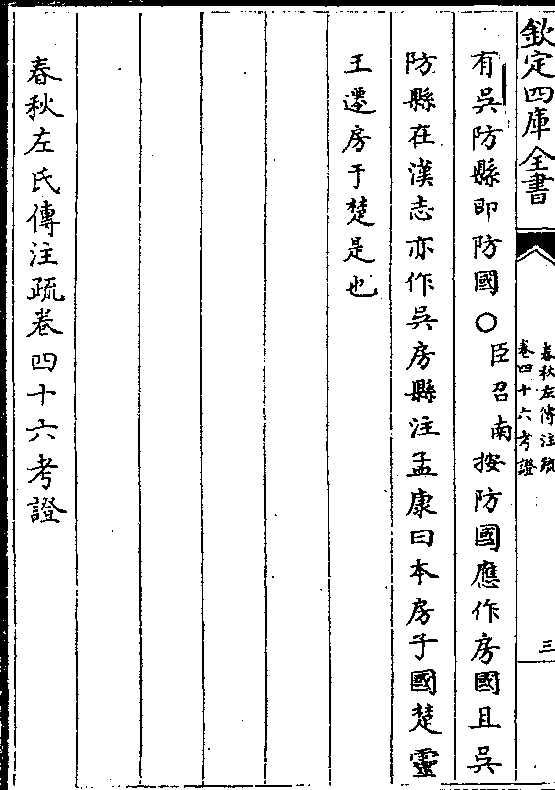 欽定四庫全書
春秋左傳注疏
卷四十六考證
三
有吳防縣即防國○臣召南按防國應作房國且吳
防縣在漢志亦作吳房縣注孟康曰本房子國楚靈
王遷房于楚是也
春秋左氏傳注疏卷四十六考證